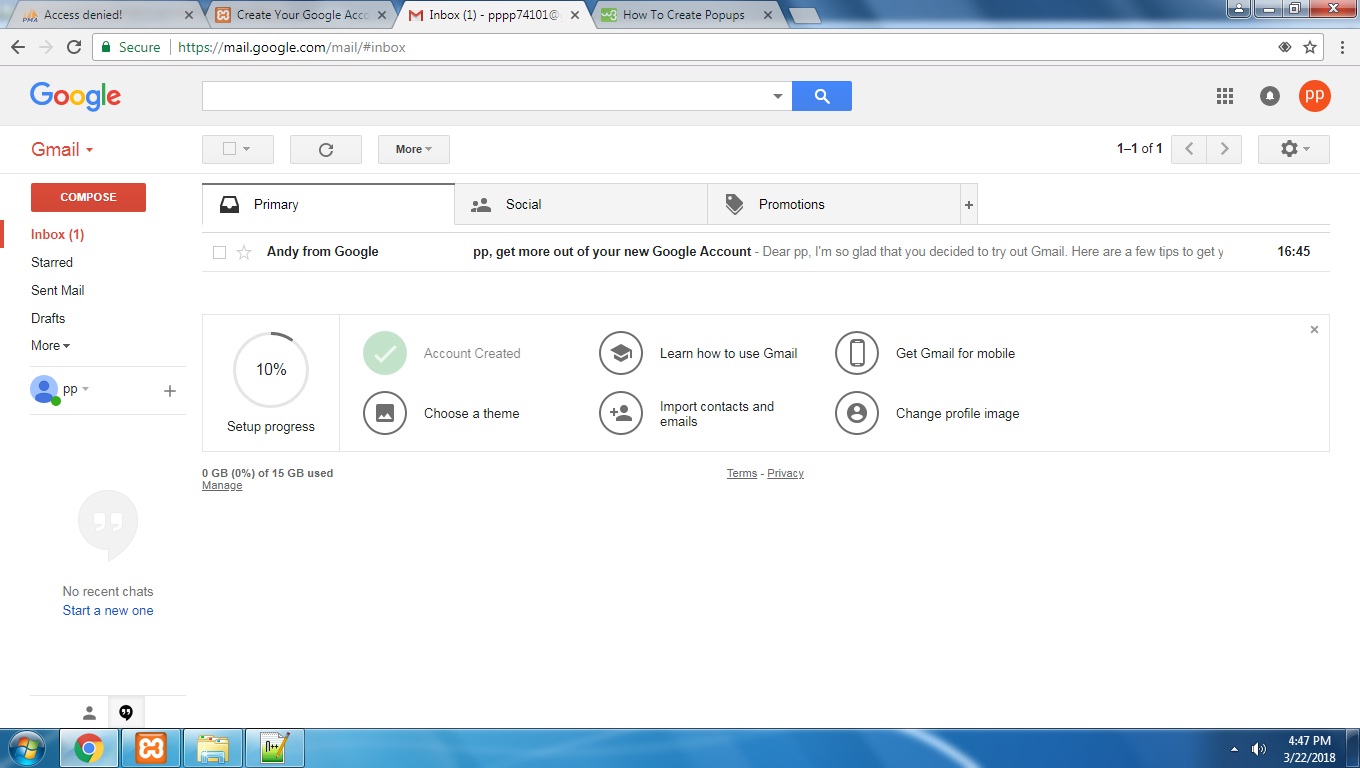 Access denied!
Create Your Google Acco
Inbox (1) - pppp74101@
How To Create Popups
Secure https://mail.google.com/mail/#inbox
Google
pp
Gmail
More
1–1 of 1
COMPOSE
Primary
Social
Promotions
+
Inbox (1)
Starred
Sent Mail
Drafts
More
Andy from Google pp, get more out of your new Google Account - Dear pp, I'm so glad that you decided to try out Gmail. Here are a few tips to get y 16:45
10%
Setup progress
Account Created
Learn how to use Gmail
Get Gmail for mobile
Choose a theme
Import contacts and
emails
Change profile image
pp
0 GB (0%) of 15 GB used
Manage
Terms - Privacy
No recent chats
Start a new one
4:47 PM
3/22/2018